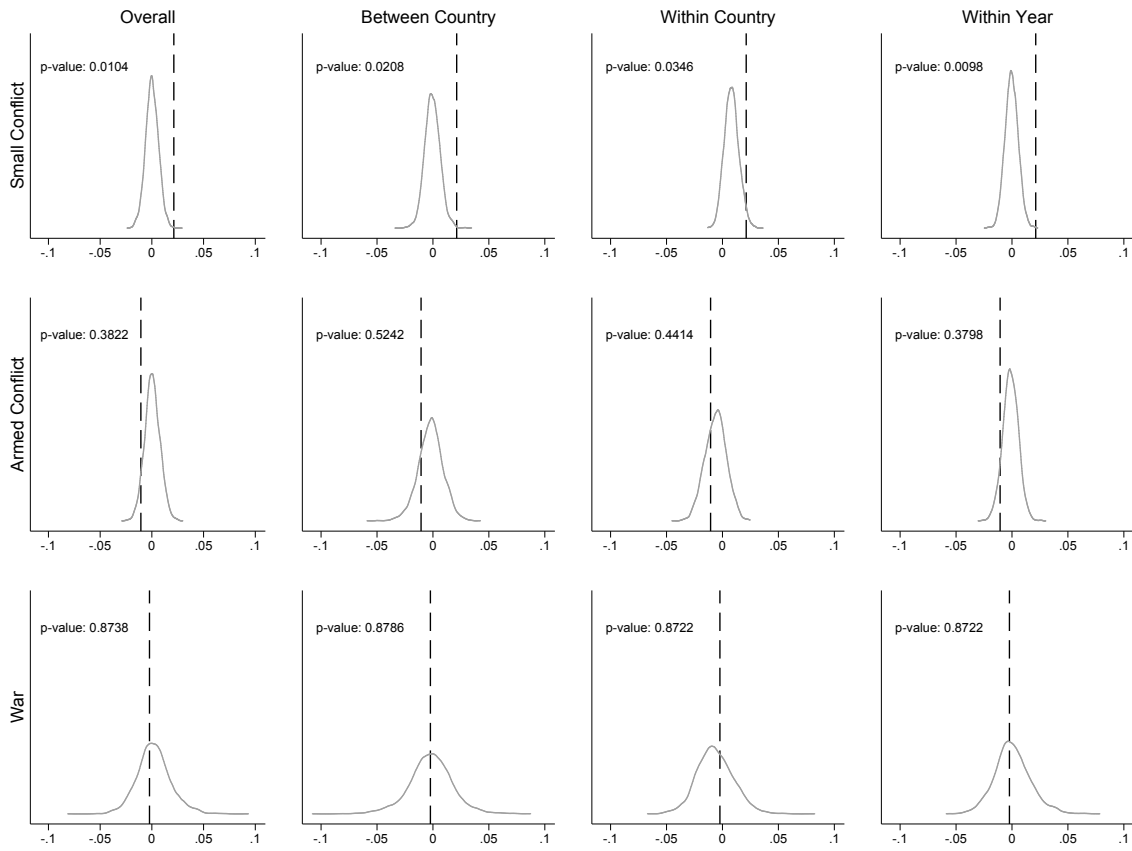 Overall Between Country Within Country Within Year
Small Conflict
p-value: 0.0104 p-value: 0.0208 p-value: 0.0346 p-value: 0.0098
-.1 -.05 0 .05 .1 -.1 -.05 0 .05 .1 -.1 -.05 0 .05 .1 -.1 -.05 0 .05 .1
Armed Conflict
p-value: 0.3822 p-value: 0.5242 p-value: 0.4414 p-value: 0.3798
-.1 -.05 0 .05 .1 -.1 -.05 0 .05 .1 -.1 -.05 0 .05 .1 -.1 -.05 0 .05 .1
War
p-value: 0.8738 p-value: 0.8786 p-value: 0.8722 p-value: 0.8722
-.1 -.05 0 .05 .1 -.1 -.05 0 .05 .1 -.1 -.05 0 .05 .1 -.1 -.05 0 .05 .1